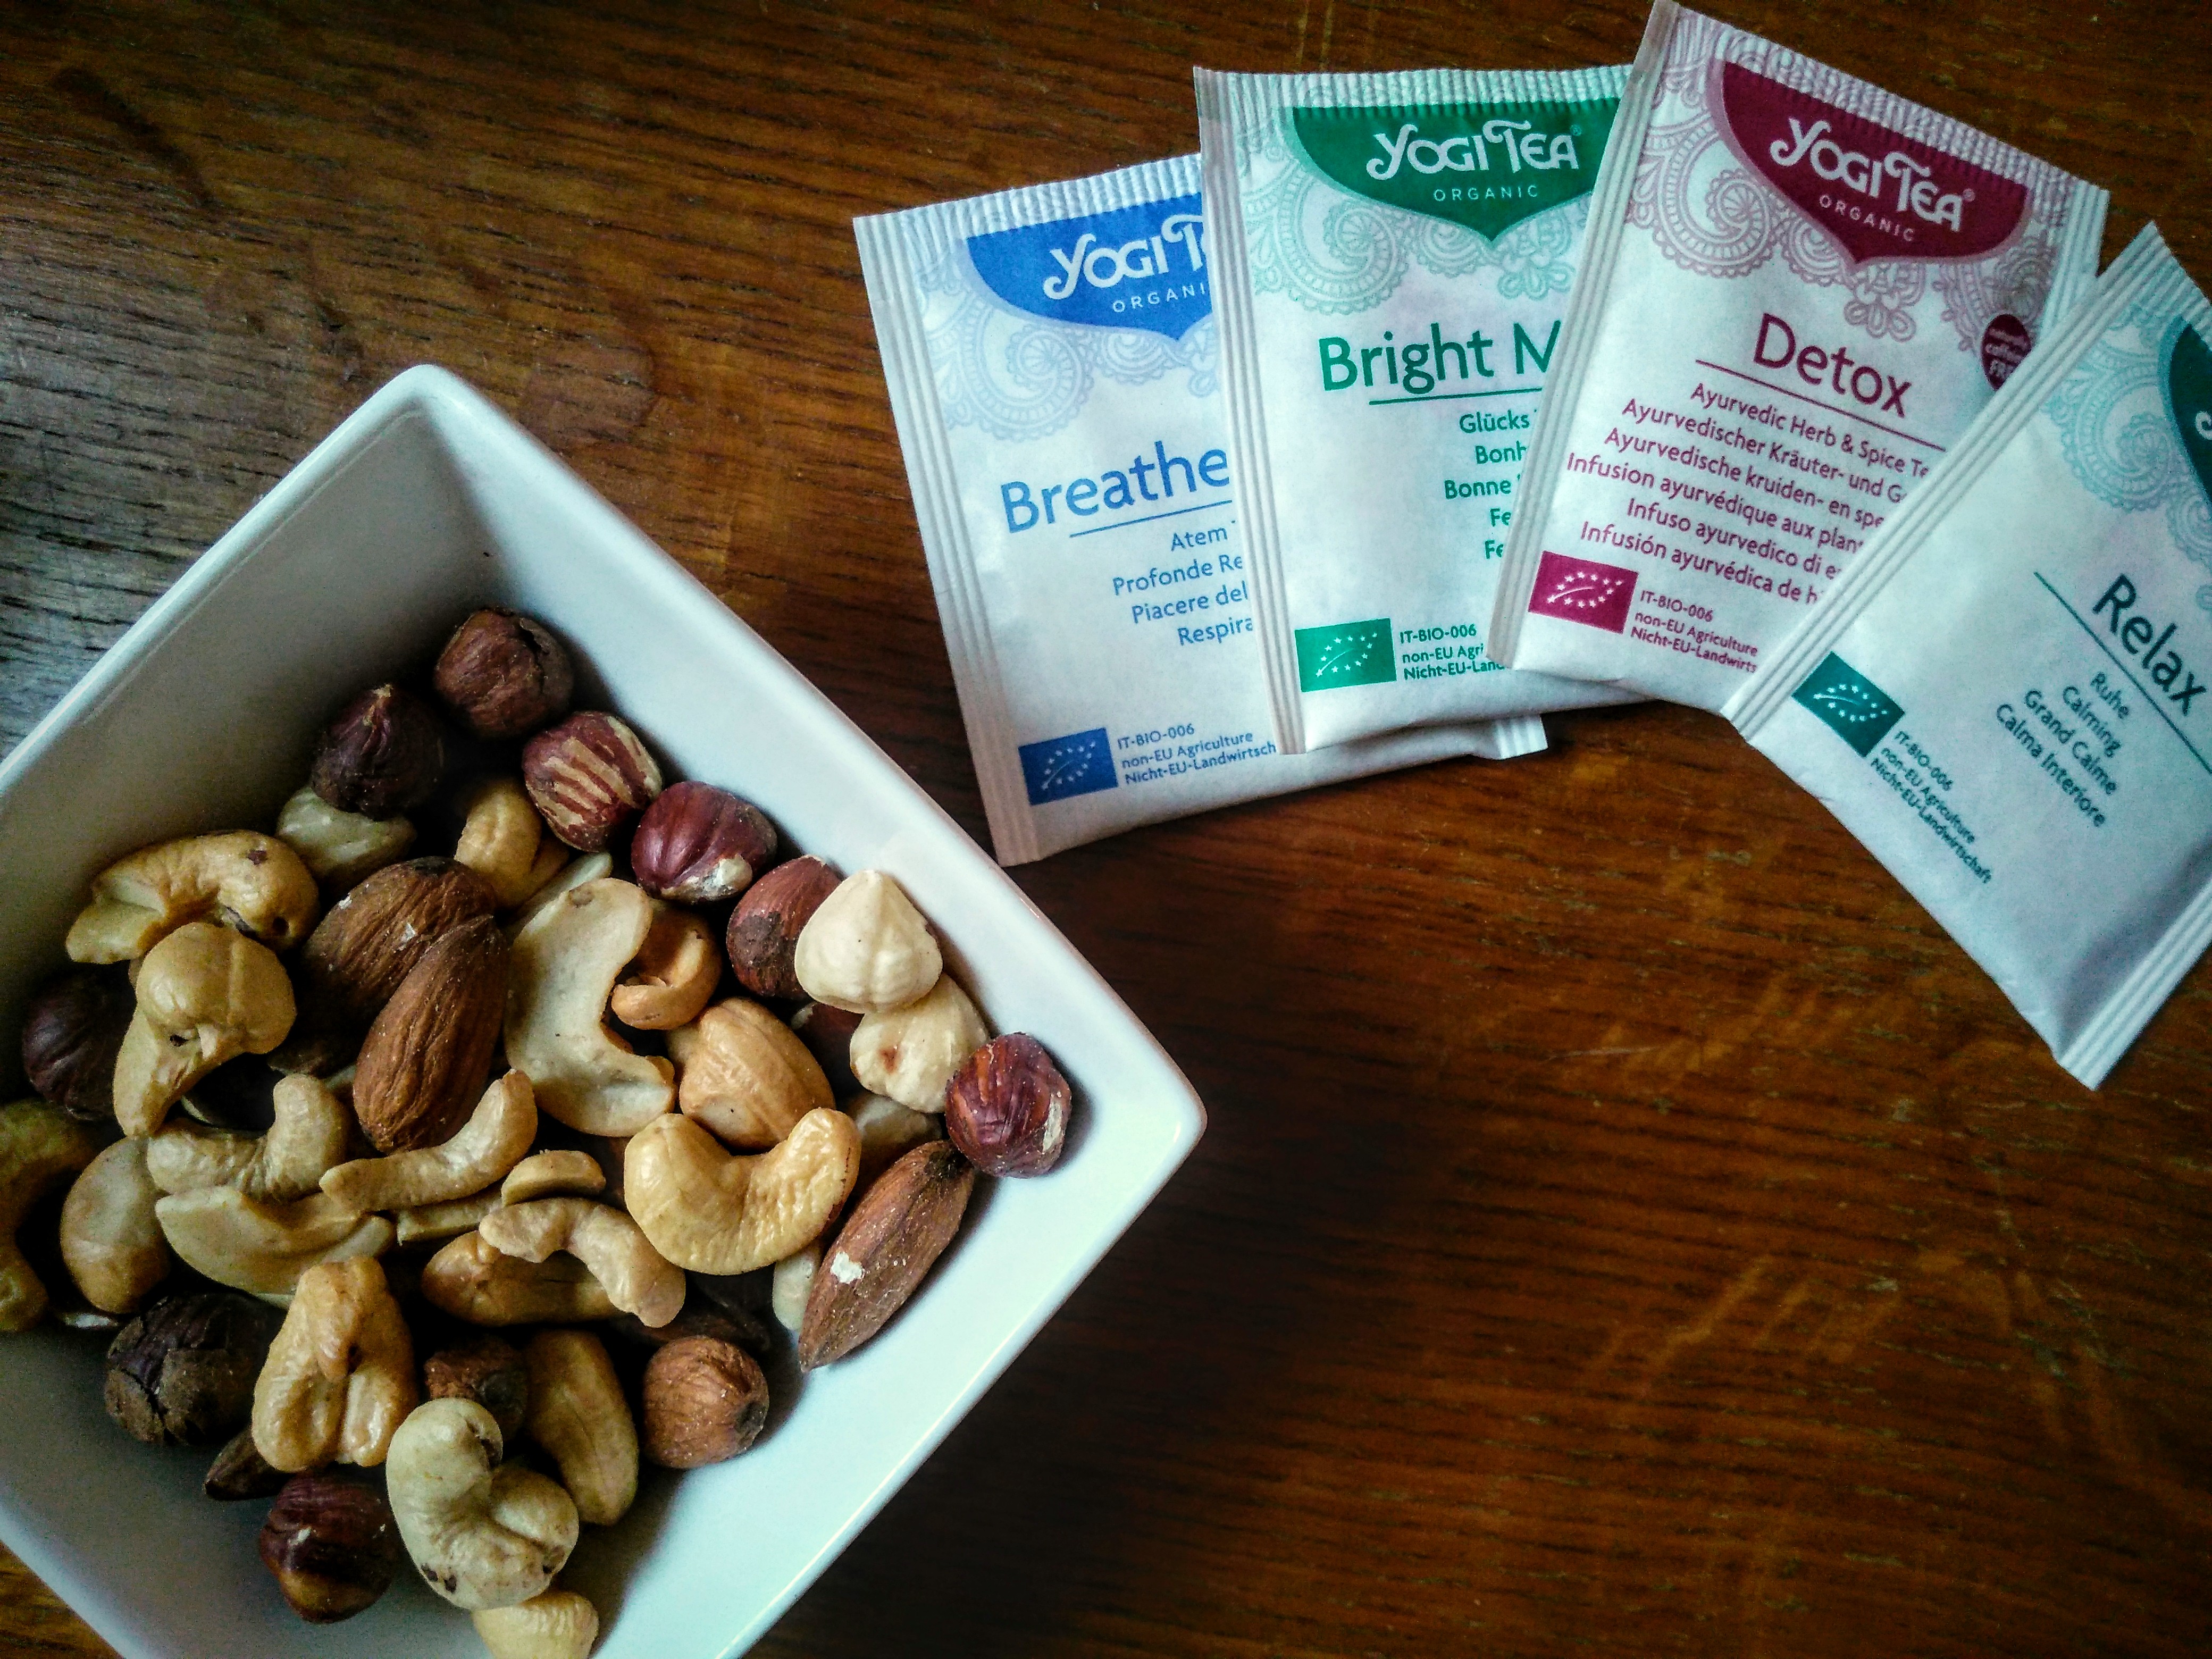 YOGI T
ORGANI
Breathe
Atem
Profonde Re
Piacere del
Respira
IT-BIO-006
non-EU Agriculture
Nicht-EU-Landwirtsch
YOGI TEA®
ORGANIC
Bright M
Glücks
Bonh
Bonne
Fe
Fe
IT-BIO-006
non-EU Agri
Nicht-EU-Land
YOGI TEA®
ORGANIC
Detox
Ayurvedic Herb & Spice Te
Ayurvedischer Kräuter- und G
Ayurvedische kruiden- en spe
Infusion ayurvédique aux plan
Infuso ayurvedico di e
Infusión ayurvédica de h
IT-BIO-006
non-EU Agriculture
Nicht-EU-Landwirts
Relax
Ruhe
Calming
Grand Calme
Calma Interiore
IT-BIO-006
non-EU Agriculture
Nicht-EU-Landwirtschaft